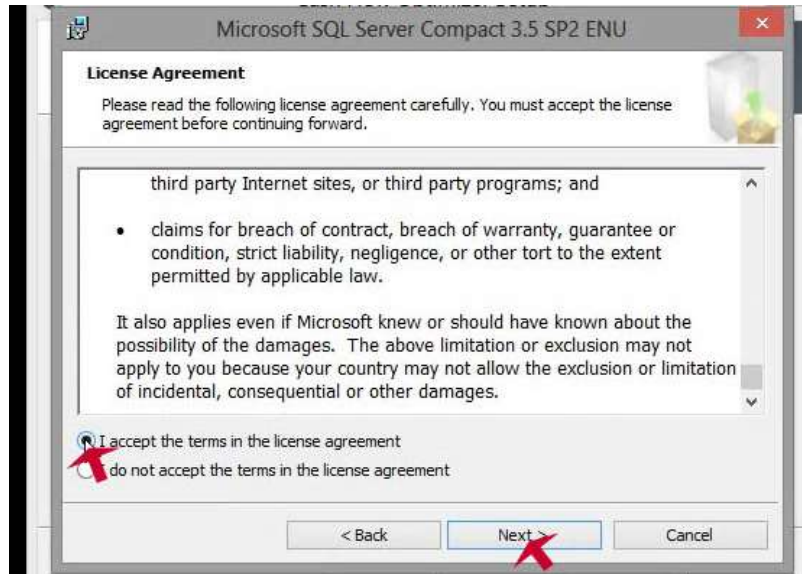 Microsoft SQL Server Compact 3.5 SP2 ENU
License Agreement
Please read the following license agreement carefully. You must accept the license
agreement before continuing forward.
third party Internet sites, or third party programs; and
• claims for breach of contract, breach of warranty, guarantee or
condition, strict liability, negligence, or other tort to the extent
permitted by applicable law.
It also applies even if Microsoft knew or should have known about the
possibility of the damages. The above limitation or exclusion may not
apply to you because your country may not allow the exclusion or limitation
of incidental, consequential or other damages.
I accept the terms in the license agreement
I do not accept the terms in the license agreement
< Back
Next >
Cancel